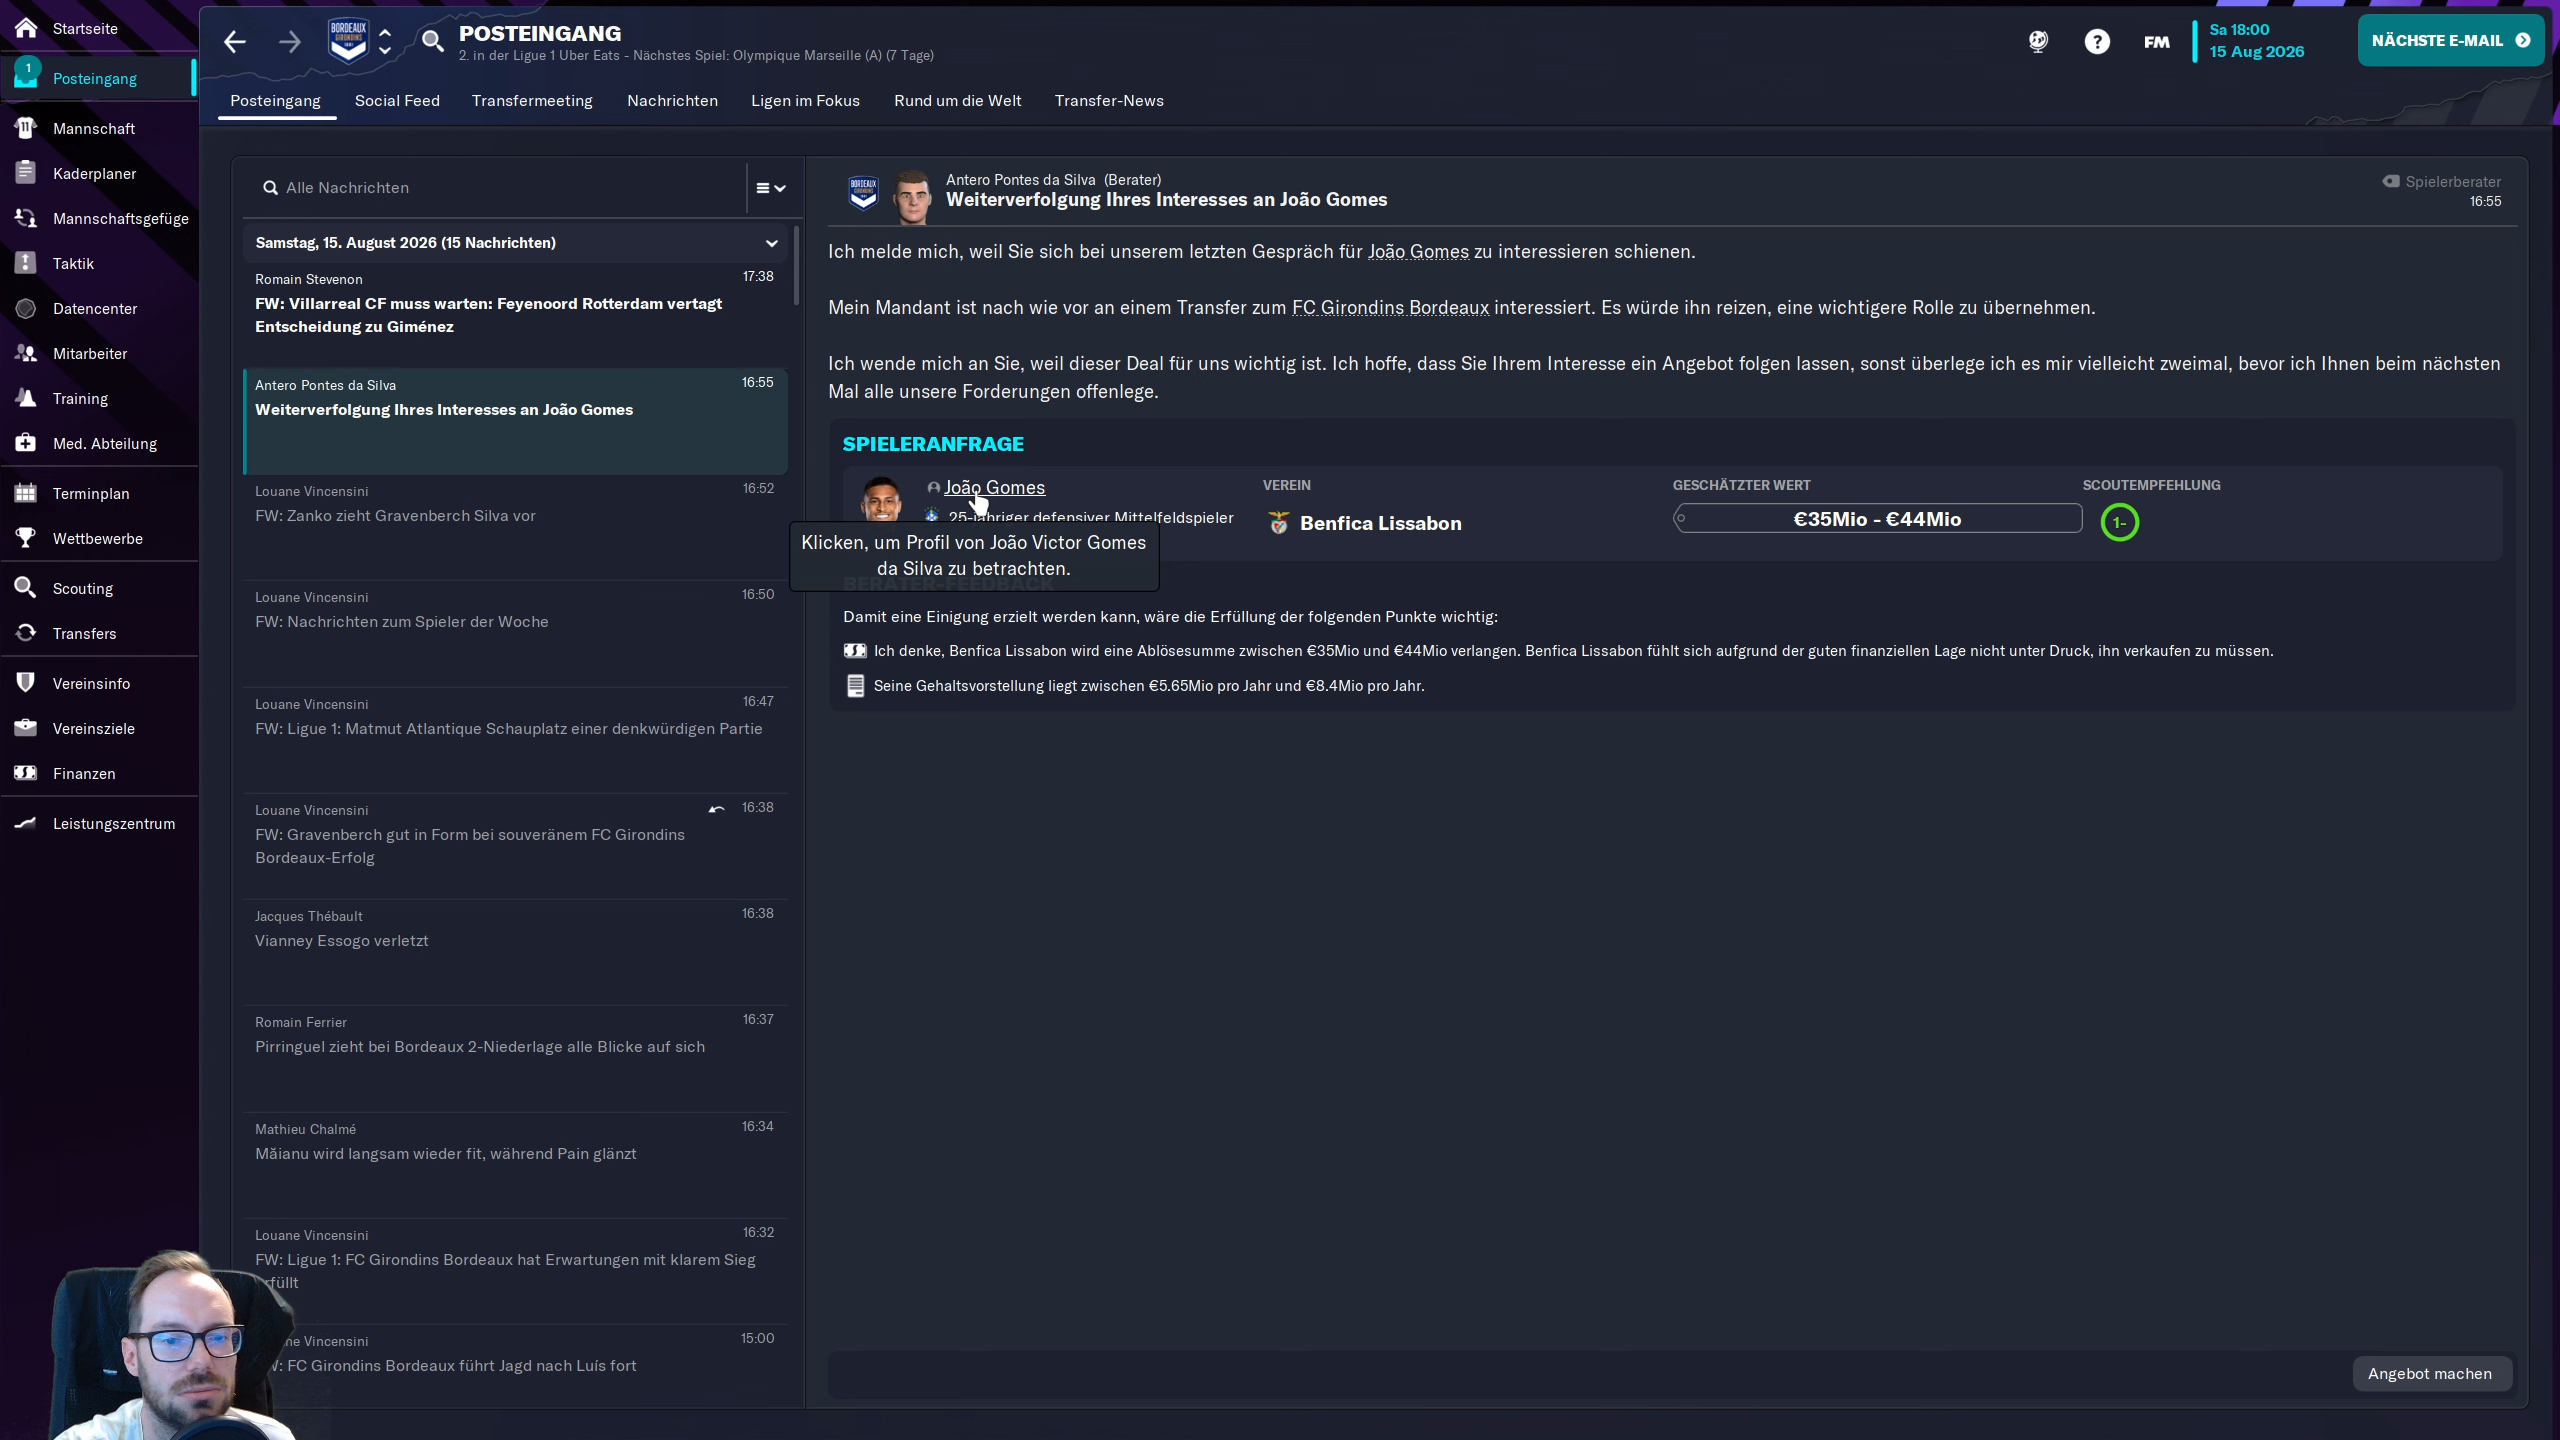 Startseite
1
Posteingang
Mannschaft
Kaderplaner
Mannschaftsgefüge
Taktik
Datencenter
Mitarbeiter
Training
Med. Abteilung
Terminplan
Wettbewerbe
Scouting
Transfers
Vereinsinfo
Vereinsziele
Finanzen
Leistungszentrum
BORDEAUX
GIRONDINS
POSTEINGANG
2. in der Ligue 1 Uber Eats - Nächstes Spiel: Olympique Marseille (A) (7 Tage)
FM
Sa 18:00
15 Aug 2026
NÄCHSTE E-MAIL
Posteingang
Social Feed
Transfermeeting
Nachrichten
Ligen im Fokus
Rund um die Welt
Transfer-News
Alle Nachrichten
Samstag, 15. August 2026 (15 Nachrichten)
Romain Stevenon
17:38
FW: Villarreal CF muss warten: Feyenoord Rotterdam vertagt
Entscheidung zu Giménez
Antero Pontes da Silva
16:55
Weiterverfolgung Ihres Interesses an João Gomes
Louane Vincensini
16:52
FW: Zanko zieht Gravenberch Silva vor
Louane Vincensini
16:50
FW: Nachrichten zum Spieler der Woche
Louane Vincensini
16:47
FW: Ligue 1: Matmut Atlantique Schauplatz einer denkwürdigen Partie
Louane Vincensini
16:38
FW: Gravenberch gut in Form bei souveränem FC Girondins
Bordeaux-Erfolg
Jacques Thébault
16:38
Vianney Essogo verletzt
Romain Ferrier
16:37
Pirringuel zieht bei Bordeaux 2-Niederlage alle Blicke auf sich
Mathieu Chalmé
16:34
Măianu wird langsam wieder fit, während Pain glänzt
Louane Vincensini
16:32
FW: Ligue 1: FC Girondins Bordeaux hat Erwartungen mit klarem Sieg
rfüllt
ne Vincensini
15:00
: FC Girondins Bordeaux führt Jagd nach Luís fort
BORDEAUX
Antero Pontes da Silva (Berater)
Weiterverfolgung Ihres Interesses an João Gomes
Spielerberater
16:55
Ich melde mich, weil Sie sich bei unserem letzten Gespräch für João Gomes zu interessieren schienen.
Mein Mandant ist nach wie vor an einem Transfer zum FC Girondins Bordeaux interessiert. Es würde ihn reizen, eine wichtigere Rolle zu übernehmen.
Ich wende mich an Sie, weil dieser Deal für uns wichtig ist. Ich hoffe, dass Sie Ihrem Interesse ein Angebot folgen lassen, sonst überlege ich es mir vielleicht zweimal, bevor ich Ihnen beim nächsten
Mal alle unsere Forderungen offenlege.
SPIELERANFRAGE
João Gomes
25-jähriger defensiver Mittelfeldspieler
VEREIN
Benfica Lissabon
GESCHÄTZTER WERT
€35Mio - €44Mio
SCOUTEMPFEHLUNG
1-
Klicken, um Profil von João Victor Gomes
da Silva zu betrachten.
BERATER-FEEDBACK
Damit eine Einigung erzielt werden kann, wäre die Erfüllung der folgenden Punkte wichtig:
Ich denke, Benfica Lissabon wird eine Ablösesumme zwischen €35Mio und €44Mio verlangen. Benfica Lissabon fühlt sich aufgrund der guten finanziellen Lage nicht unter Druck, ihn verkaufen zu müssen.
Seine Gehaltsvorstellung liegt zwischen €5.65Mio pro Jahr und €8.4Mio pro Jahr.
Angebot machen